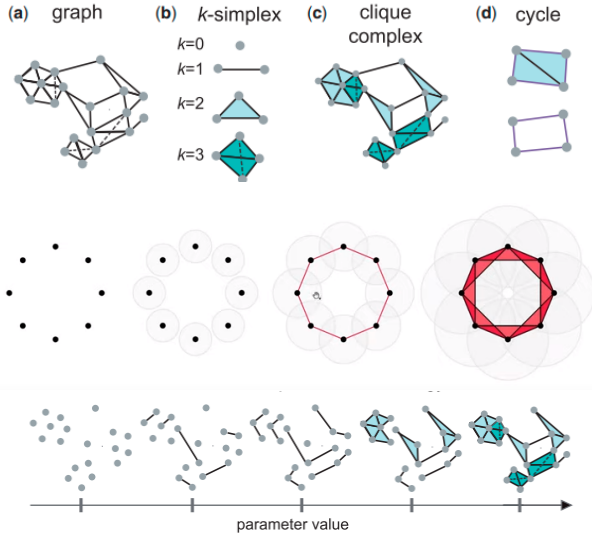 (a) graph
(b) k-simplex
(c) clique
complex
(d) cycle
k=0
k=1
k=2
k=3
parameter value